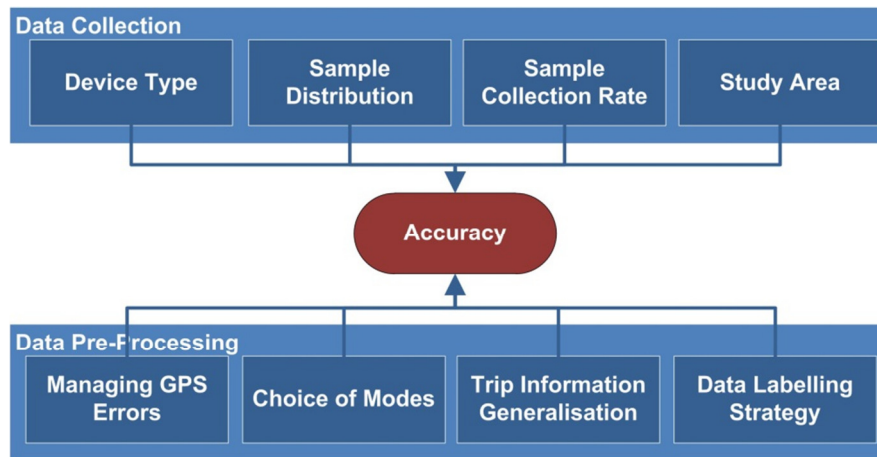 Data Collection
Device Type
Sample
Distribution
Sample
Collection Rate
Study Area
Accuracy
Data Pre-Processing
Managing GPS
Errors
Choice of Modes
Trip Information
Generalisation
Data Labelling
Strategy